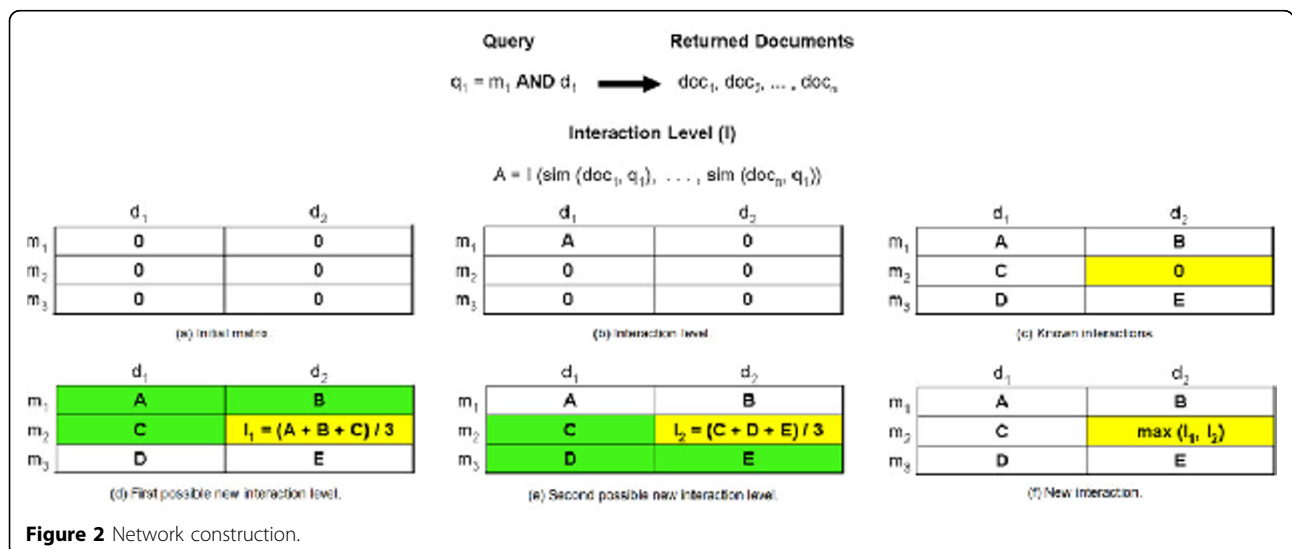 Query Returned Documents
q₁ = m₁ AND d₁ doc₁, doc₂, ... , docₙ
Interaction Level (I)
A = I (sim (doc₁, q₁), . . . , sim (docₙ, q₁))
d₁ d₂
m₁ 0 0
m₂ 0 0
m₃ 0 0
(a) Initial matrix.
d₁ d₂
m₁ A 0
m₂ 0 0
m₃ 0 0
(b) Interaction level.
d₁ d₂
m₁ A B
m₂ C 0
m₃ D E
(c) Known interactions.
d₁ d₂
m₁ A B
m₂ C I₁ = (A + B + C) / 3
m₃ D E
(d) First possible new interaction level.
d₁ d₂
m₁ A B
m₂ C I₂ = (C + D + E) / 3
m₃ D E
(e) Second possible new interaction level.
d₁ d₂
m₁ A B
m₂ C max (I₁, I₂)
m₃ D E
(f) New interaction.
Figure 2 Network construction.